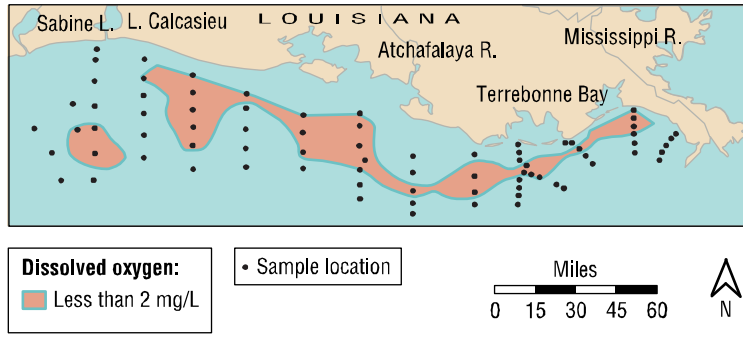 LOUISIANA
Sabine L. L. Calcasieu
Mississippi R.
Atchafalaya R.
Terrebonne Bay
Dissolved oxygen:
Less than 2 mg/L
Sample location
Miles
0 15 30 45 60
N